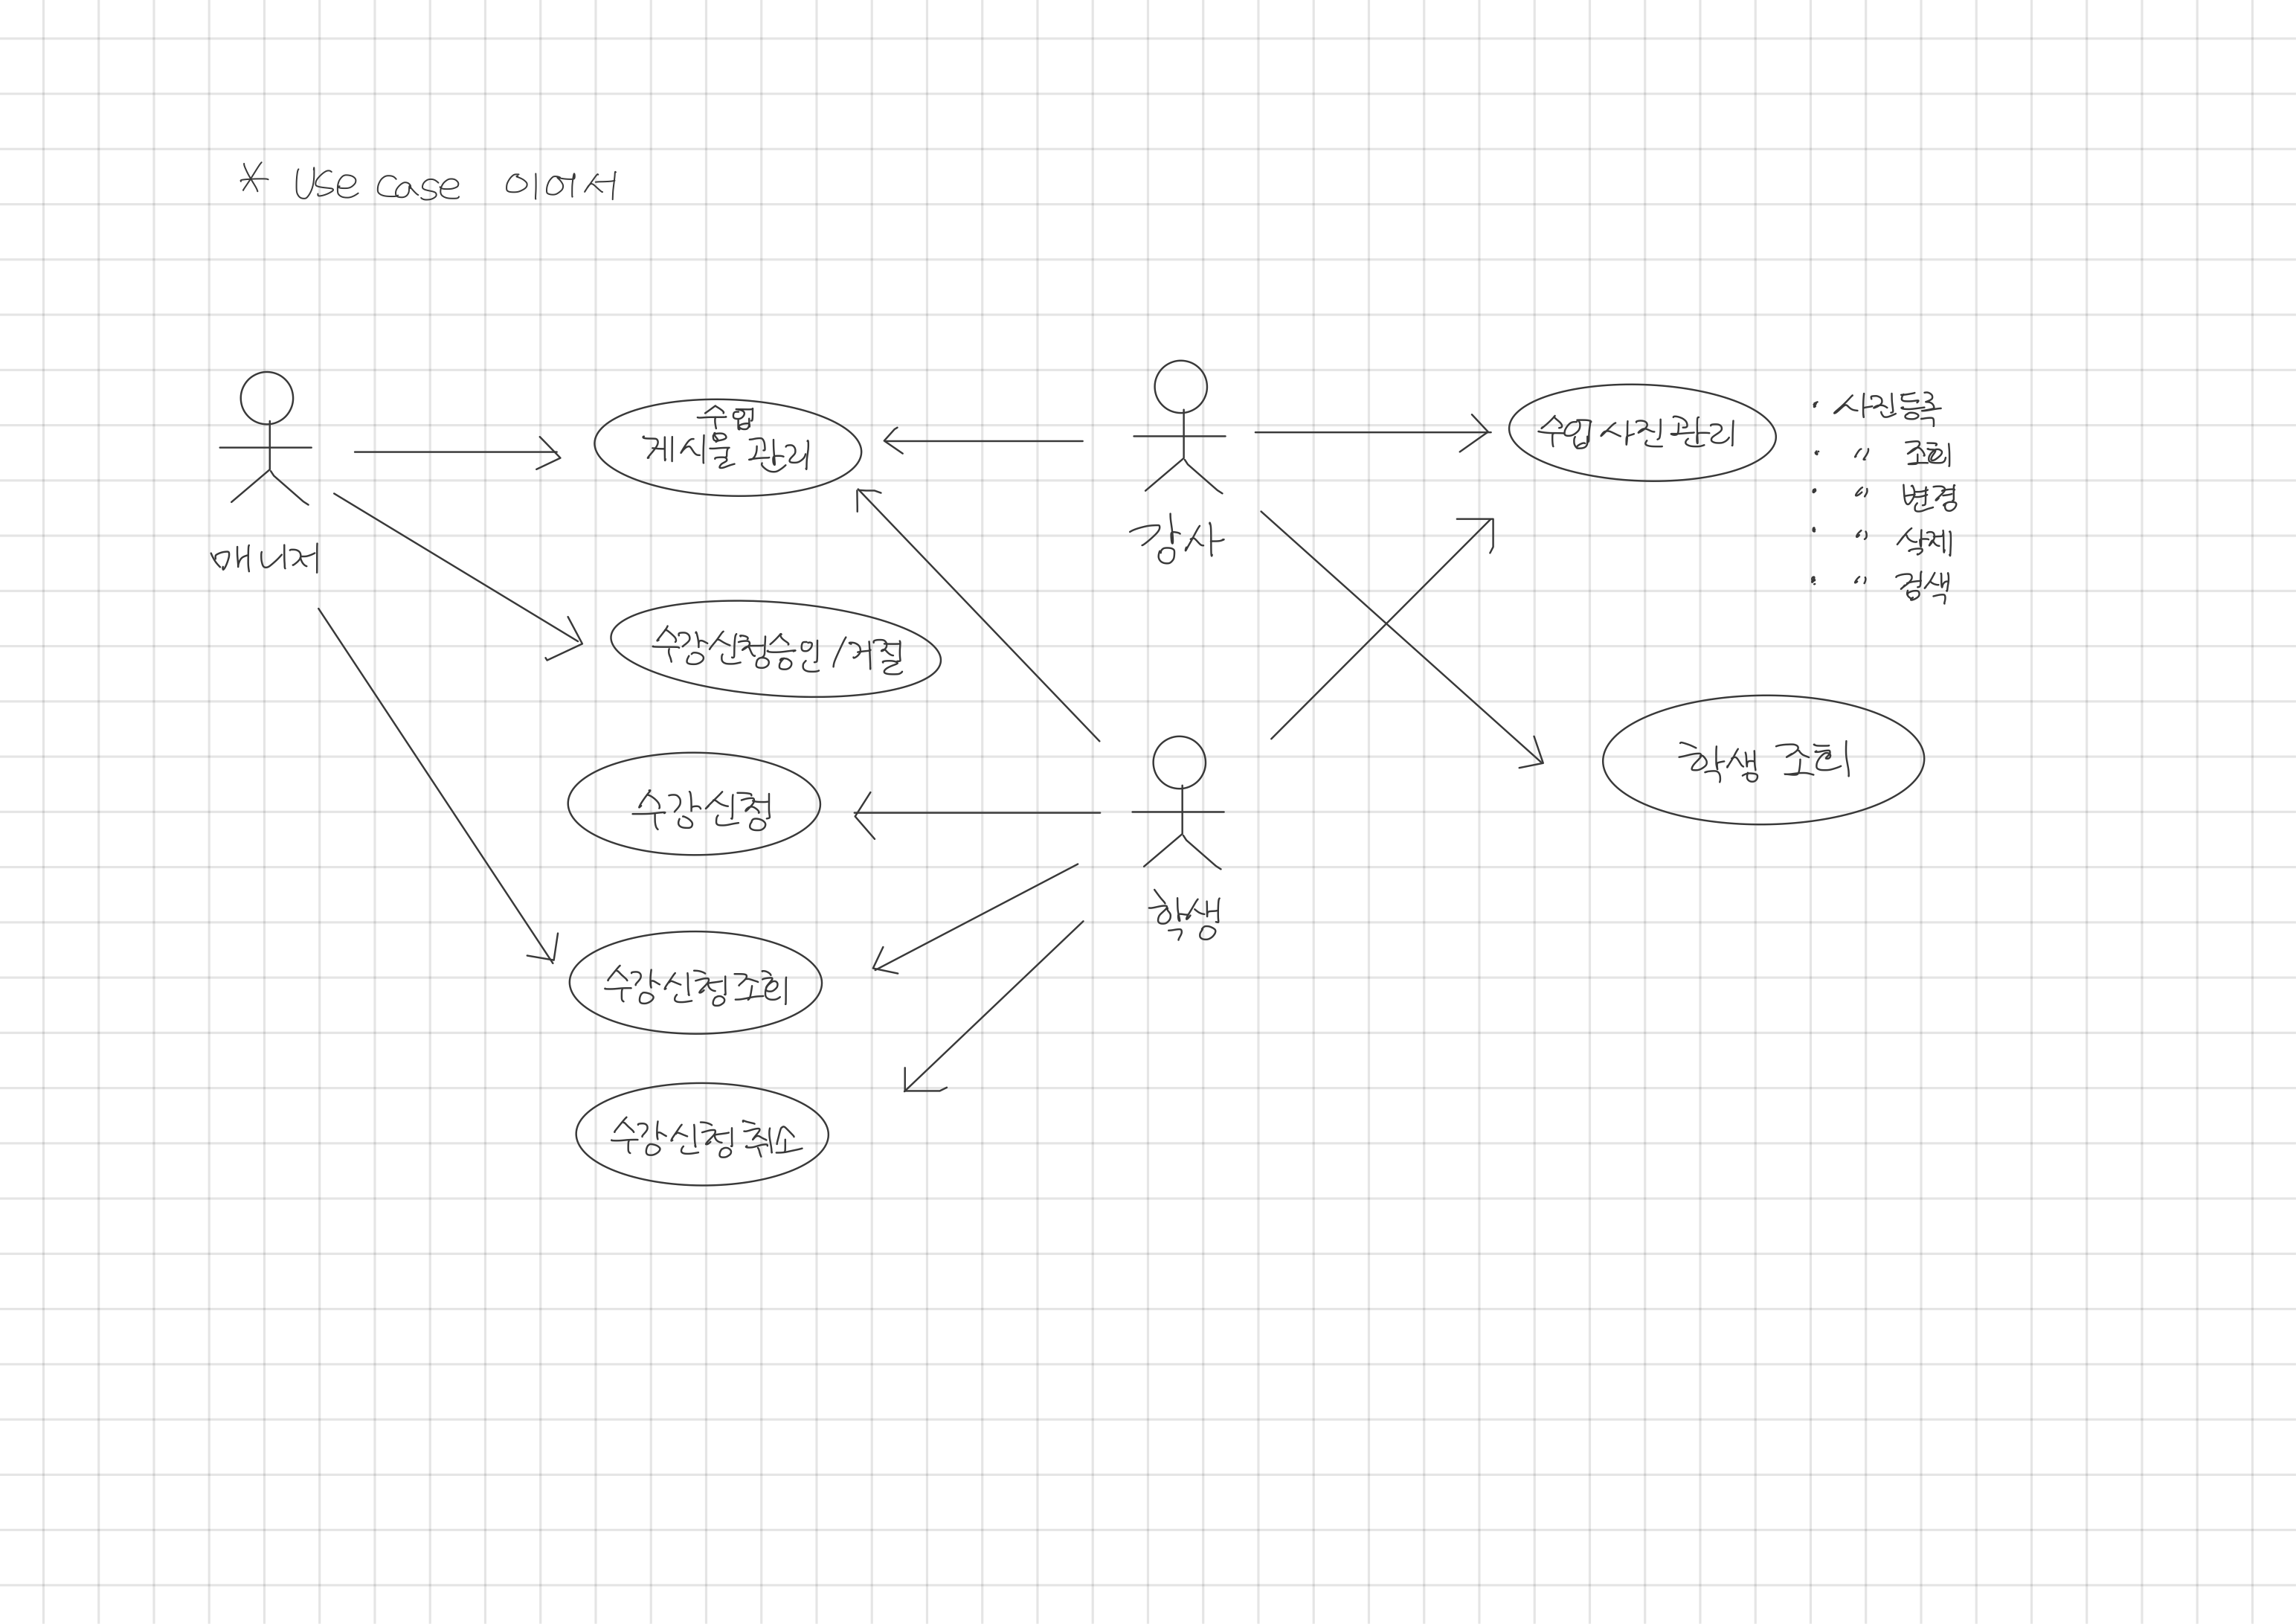 * Use case 이어서
수업
게시물 관리
수업 사진 관리
· 사진등록
· 〃 조회
· 〃 변경
· 〃 삭제
· 〃 검색
매니저
강사
수강신청승인/거절
학생 조회
수강신청
학생
수강신청 조회
수강신청 취소